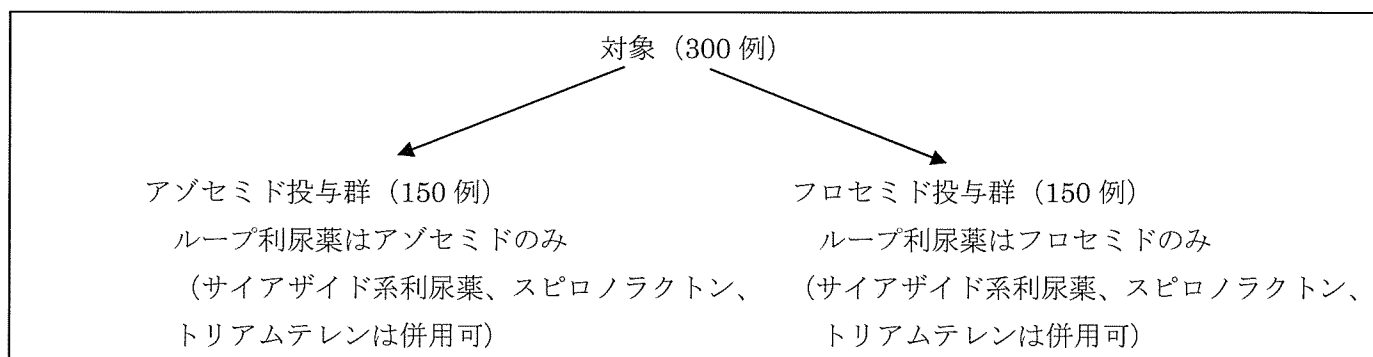 対象（300 例）
アゾセミド投与群（150 例）
ループ利尿薬はアゾセミドのみ
（サイアザイド系利尿薬、スピロノラクトン、
トリアムテレンは併用可）
フロセミド投与群（150 例）
ループ利尿薬はフロセミドのみ
（サイアザイド系利尿薬、スピロノラクトン、
トリアムテレンは併用可）